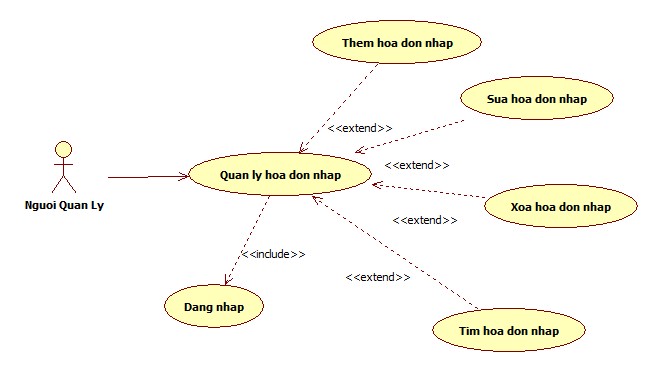 Them hoa don nhap
Sua hoa don nhap
<<extend>>
<<extend>>
Quan ly hoa don nhap
Nguoi Quan Ly
Xoa hoa don nhap
<<extend>>
<<include>>
<<extend>>
Dang nhap
Tim hoa don nhap